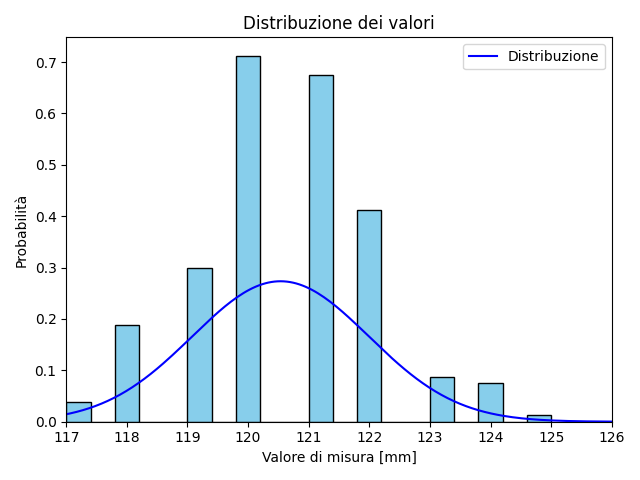 Distribuzione dei valori
Distribuzione
Probabilità
0.7
0.6
0.5
0.4
0.3
0.2
0.1
0.0
117 118 119 120 121 122 123 124 125 126
Valore di misura [mm]